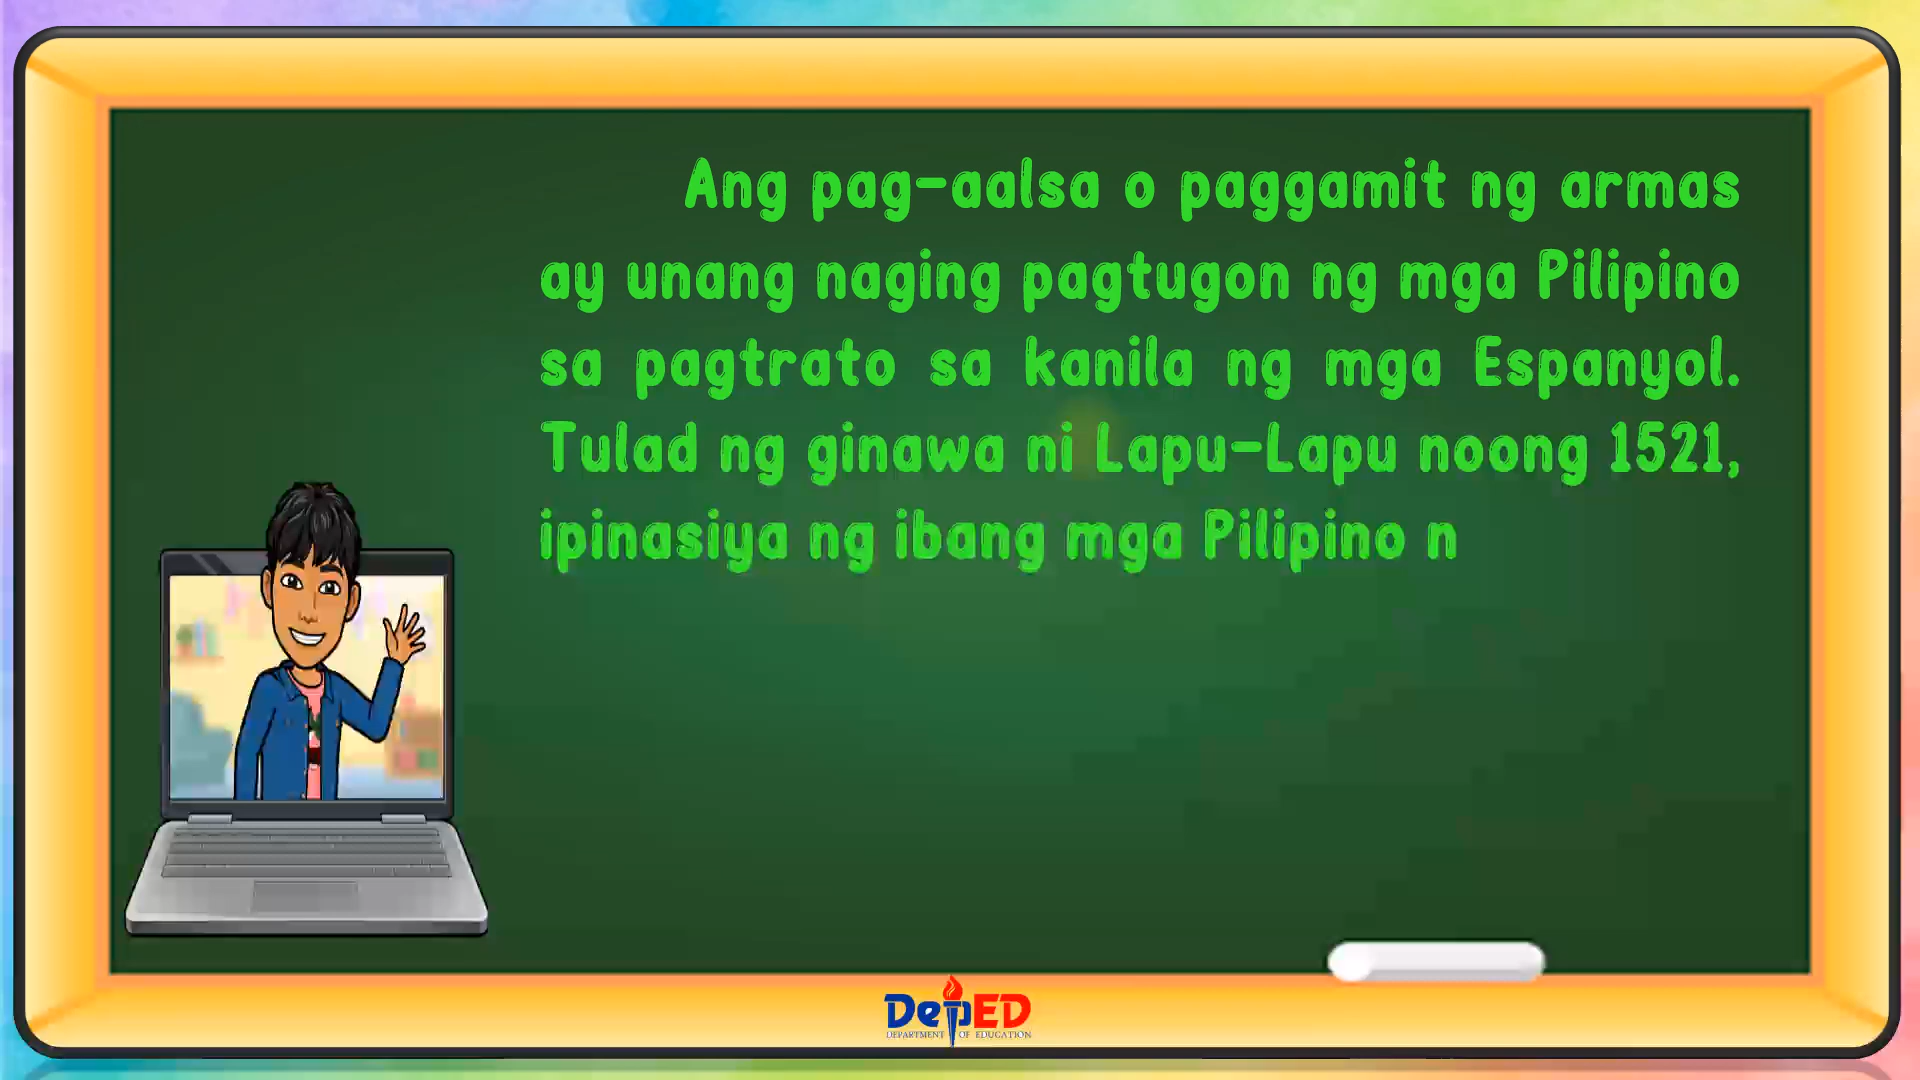 Ang pag-aalsa o paggamit ng armas
ay unang naging pagtugon ng mga Pilipino
sa pagtrato sa kanila ng mga Espanyol.
Tulad ng ginawa ni Lapu-Lapu noong 1521,
ipinasiya ng ibang mga Pilipino n
DepED
DEPARTMENT OF EDUCATION